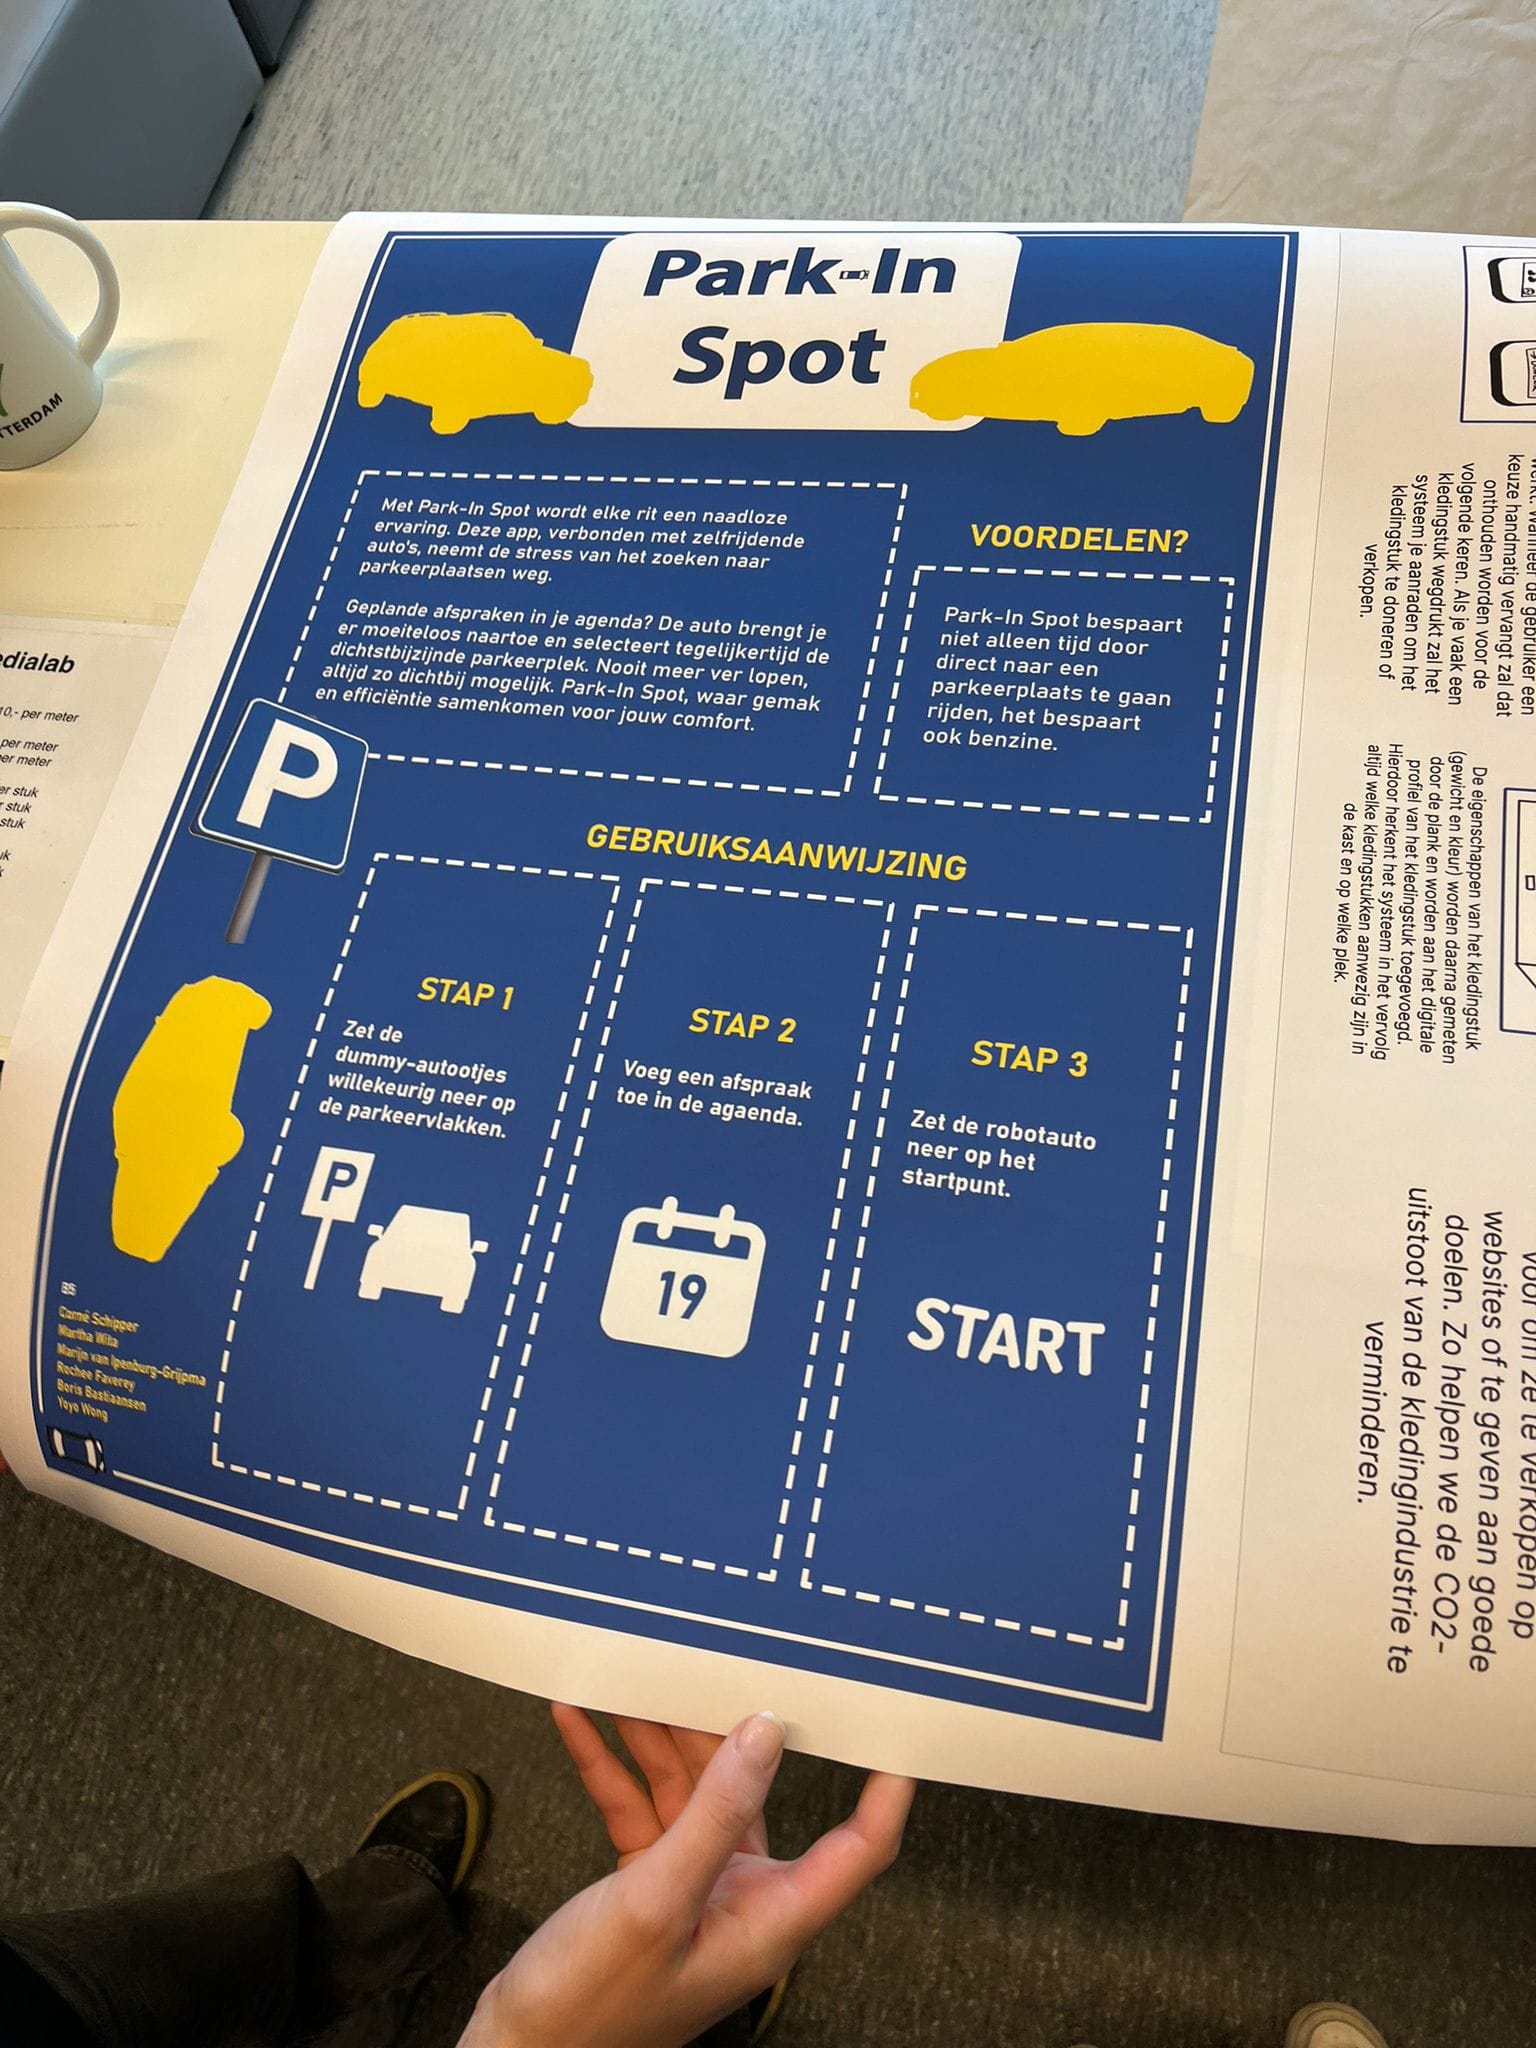 Park-In
Spot
Met Park-In Spot wordt elke rit een naadloze
ervaring. Deze app, verbonden met zelfrijdende
auto's, neemt de stress van het zoeken naar
parkeerplaatsen weg.
Geplande afspraken in je agenda? De auto brengt je
er moeiteloos naartoe en selecteert tegelijkertijd de
dichtstbijzijnde parkeerplek. Nooit meer ver lopen,
altijd zo dichtbij mogelijk. Park-In Spot, waar gemak
en efficiëntie samenkomen voor jouw comfort.
VOORDELEN?
Park-In Spot bespaart
niet alleen tijd door
direct naar een
parkeerplaats te gaan
rijden, het bespaart
ook benzine.
P
GEBRUIKSAANWIJZING
STAP 1
Zet de
dummy-autootjes
willekeurig neer op
de parkeervlakken.
P
STAP 2
Voeg een afspraak
toe in de agaenda.
19
STAP 3
Zet de robotauto
neer op het
startpunt.
START
B5
Carné Schipper
Martha Wita
Marijn van Ipenburg-Grijpma
Rochee Faverey
Boris Bastiaansen
Yoyo Wong
TTERDAM
edialab
10,- per meter
per meter
per meter
er stuk
r stuk
stuk
de gebruiker een
keuze handmatig vervangt zal dat
onthouden worden voor de
volgende keren. Als je vaak een
kledingstuk wegdrukt zal het
systeem je aanraden om het
kledingstuk te doneren of
verkopen.
De eigenschappen van het kledingstuk
(gewicht en kleur) worden daarna gemeten
door de plank en worden aan het digitale
profiel van het kledingstuk toegevoegd.
Hierdoor herkent het systeem in het vervolg
altijd welke kledingstukken aanwezig zijn in
de kast en op welke plek.
voor om ze te verkopen op
websites of te geven aan goede
doelen. Zo helpen we de CO2-
uitstoot van de kledingindustrie te
verminderen.